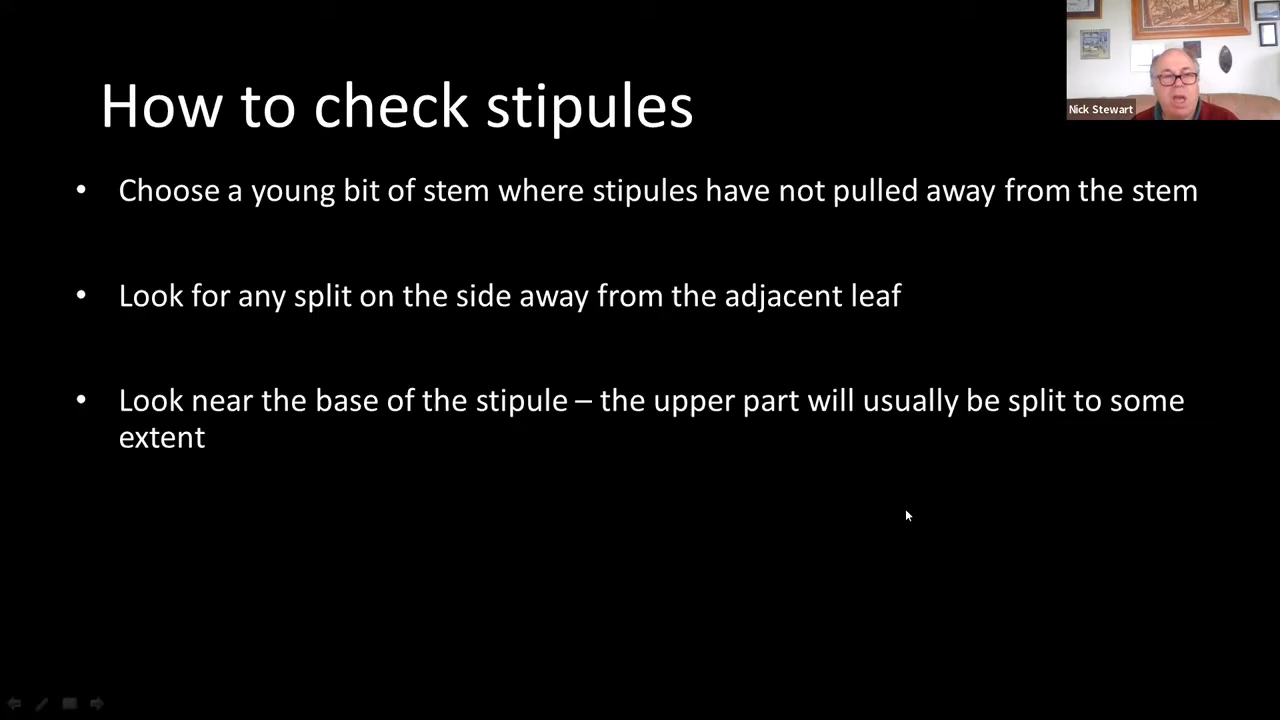 Nick Stewart
How to check stipules
• Choose a young bit of stem where stipules have not pulled away from the stem
• Look for any split on the side away from the adjacent leaf
• Look near the base of the stipule – the upper part will usually be split to some
extent